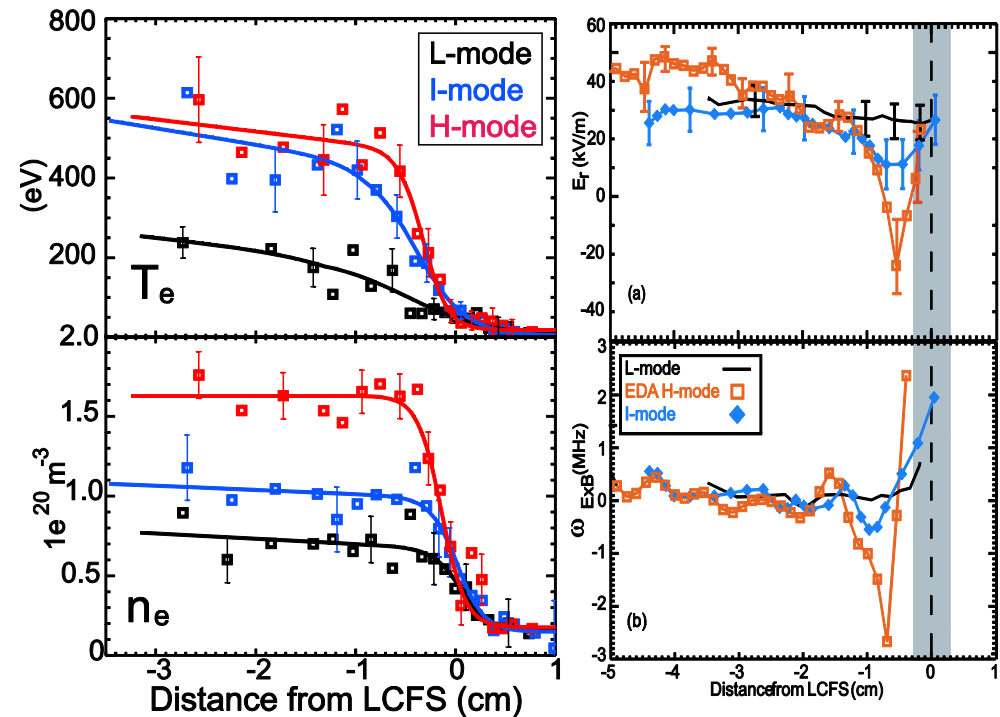 800
600
400
200
(eV)
L-mode
I-mode
H-mode
Te
2.0
1.5
1.0
0.5
0
1e20 m-3
ne
-3 -2 -1 0 1
Distance from LCFS (cm)
60
40
20
0
20
40
60
40
Er (kV/m)
(a)
3
2
1
0
-1
-2
-3
ωExB(MHz)
L-mode
EDA H-mode
I-mode
(b)
-5 -4 -3 -2 -1 0 1
Distancefrom LCFS (cm)